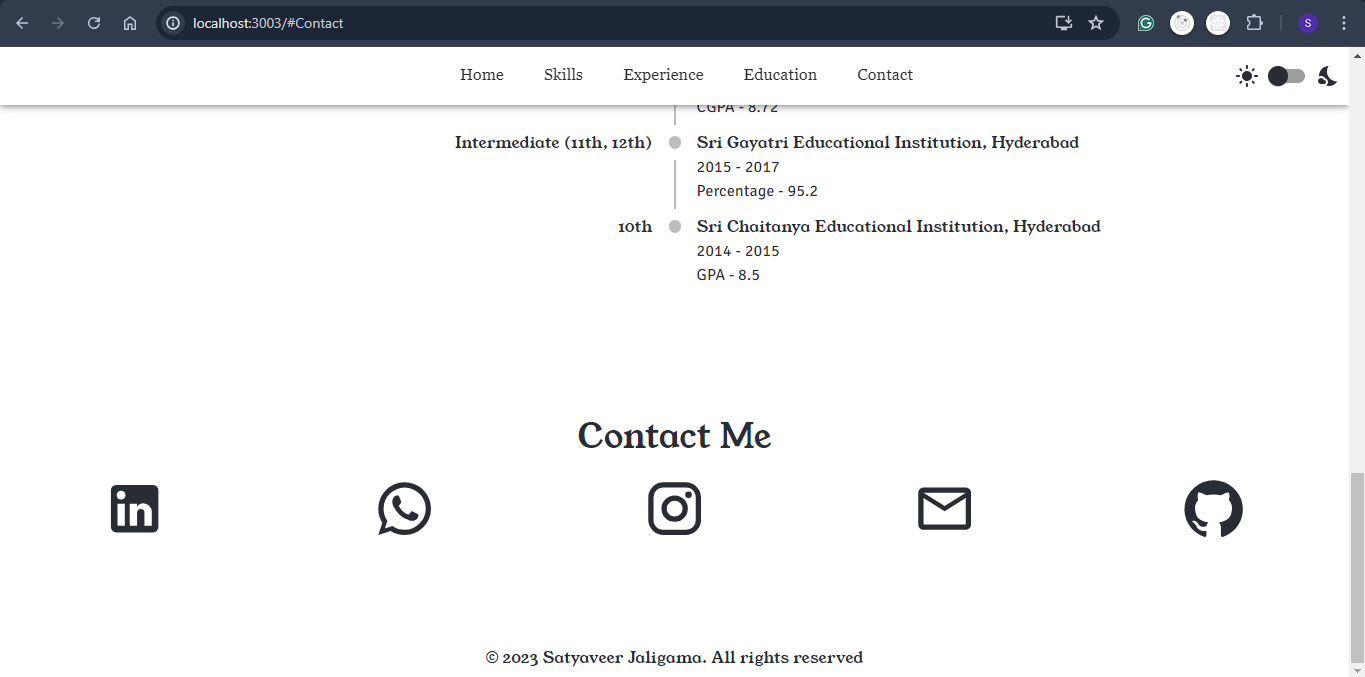 localhost:3003/#Contact
S
Home Skills Experience Education Contact
CGPA - 8.72
Intermediate (11th, 12th) Sri Gayatri Educational Institution, Hyderabad
2015 - 2017
Percentage - 95.2
10th Sri Chaitanya Educational Institution, Hyderabad
2014 - 2015
GPA - 8.5
Contact Me
in
© 2023 Satyaveer Jaligama. All rights reserved